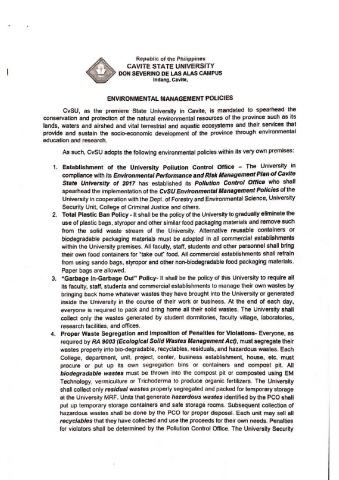 Republic of the Philippines
CAVITE STATE UNIVERSITY
DON SEVERINO DE LAS ALAS CAMPUS
Indang, Cavite,
ENVIRONMENTAL MANAGEMENT POLICIES
CvSU, as the premiere State University in Cavite, is mandated to spearhead the
conservation and protection of the natural environmental resources of the province such as its
lands, waters and airshed and vital terrestrial and aquatic ecosystems and their services that
provide and sustain the socio-economic development of the province through environmental
education and research.
As such, CvSU adopts the following environmental policies within its very own premises:
1. Establishment of the University Pollution Control Office – The University in
compliance with its Environmental Performance and Risk Management Plan of Cavite
State University of 2017 has established its Pollution Control Office who shall
spearhead the implementation of the CvSU Environmental Management Policies of the
University in cooperation with the Dept. of Forestry and Environmental Science, University
Security Unit, College of Criminal Justice and others.
2. Total Plastic Ban Policy - It shall be the policy of the University to gradually eliminate the
use of plastic bags, styropor and other similar food packaging materials and remove such
from the solid waste stream of the University. Alternative reusable containers or
biodegradable packaging materials must be adopted in all commercial establishments
within the University premises. All faculty, staff, students and other personnel shall bring
their own food containers for "take out" food. All commercial establishments shall refrain
from using sando bags, styropor and other non-biodegradable food packaging materials.
Paper bags are allowed.
3. "Garbage In-Garbage Out" Policy- It shall be the policy of this University to require all
its faculty, staff, students and commercial establishments to manage their own wastes by
bringing back home whatever wastes they have brought into the University or generated
inside the University in the course of their work or business. At the end of each day,
everyone is required to pack and bring home all their solid wastes. The University shall
collect only the wastes generated by student dormitories, faculty village, laboratories,
research facilities, and offices.
4. Proper Waste Segregation and Imposition of Penalties for Violations- Everyone, as
required by RA 9003 (Ecological Solid Wastes Management Act), must segregate their
wastes properly into bio-degradable, recyclables, residuals, and hazardous wastes. Each
College, department, unit, project, center, business establishment, house, etc. must
procure or put up its own segregation bins or containers and compost pit. All
biodegradable wastes must be thrown into the compost pit or composted using EM
Technology, vermiculture or Trichoderma to produce organic fertilizers. The University
shall collect only residual wastes properly segregated and packed for temporary storage
at the University MRF. Units that generate hazardous wastes identified by the PCO shall
put up temporary storage containers and safe storage rooms. Subsequent collection of
hazardous wastes shall be done by the PCO for proper disposal. Each unit may sell all
recyclables that they have collected and use the proceeds for their own needs. Penalties
for violators shall be determined by the Pollution Control Office. The University Security